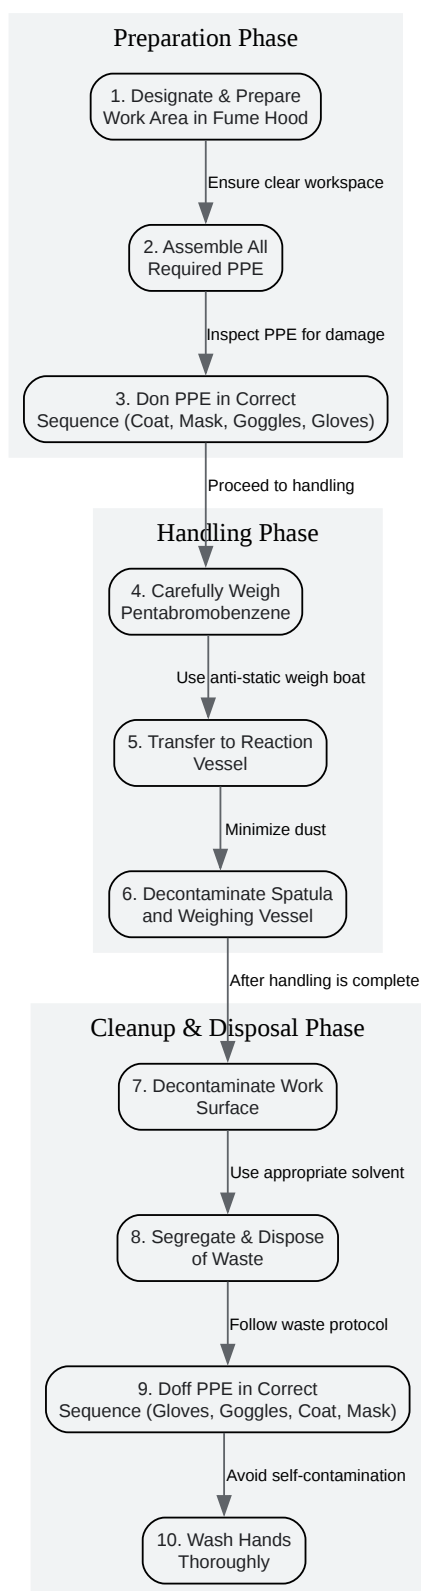 Preparation Phase
1. Designate & Prepare
Work Area in Fume Hood
Ensure clear workspace
2. Assemble All
Required PPE
Inspect PPE for damage
3. Don PPE in Correct
Sequence (Coat, Mask, Goggles, Gloves)
Proceed to handling
Handling Phase
4. Carefully Weigh
Pentabromobenzene
Use anti-static weigh boat
5. Transfer to Reaction
Vessel
Minimize dust
6. Decontaminate Spatula
and Weighing Vessel
After handling is complete
Cleanup & Disposal Phase
7. Decontaminate Work
Surface
Use appropriate solvent
8. Segregate & Dispose
of Waste
Follow waste protocol
9. Doff PPE in Correct
Sequence (Gloves, Goggles, Coat, Mask)
Avoid self-contamination
10. Wash Hands
Thoroughly